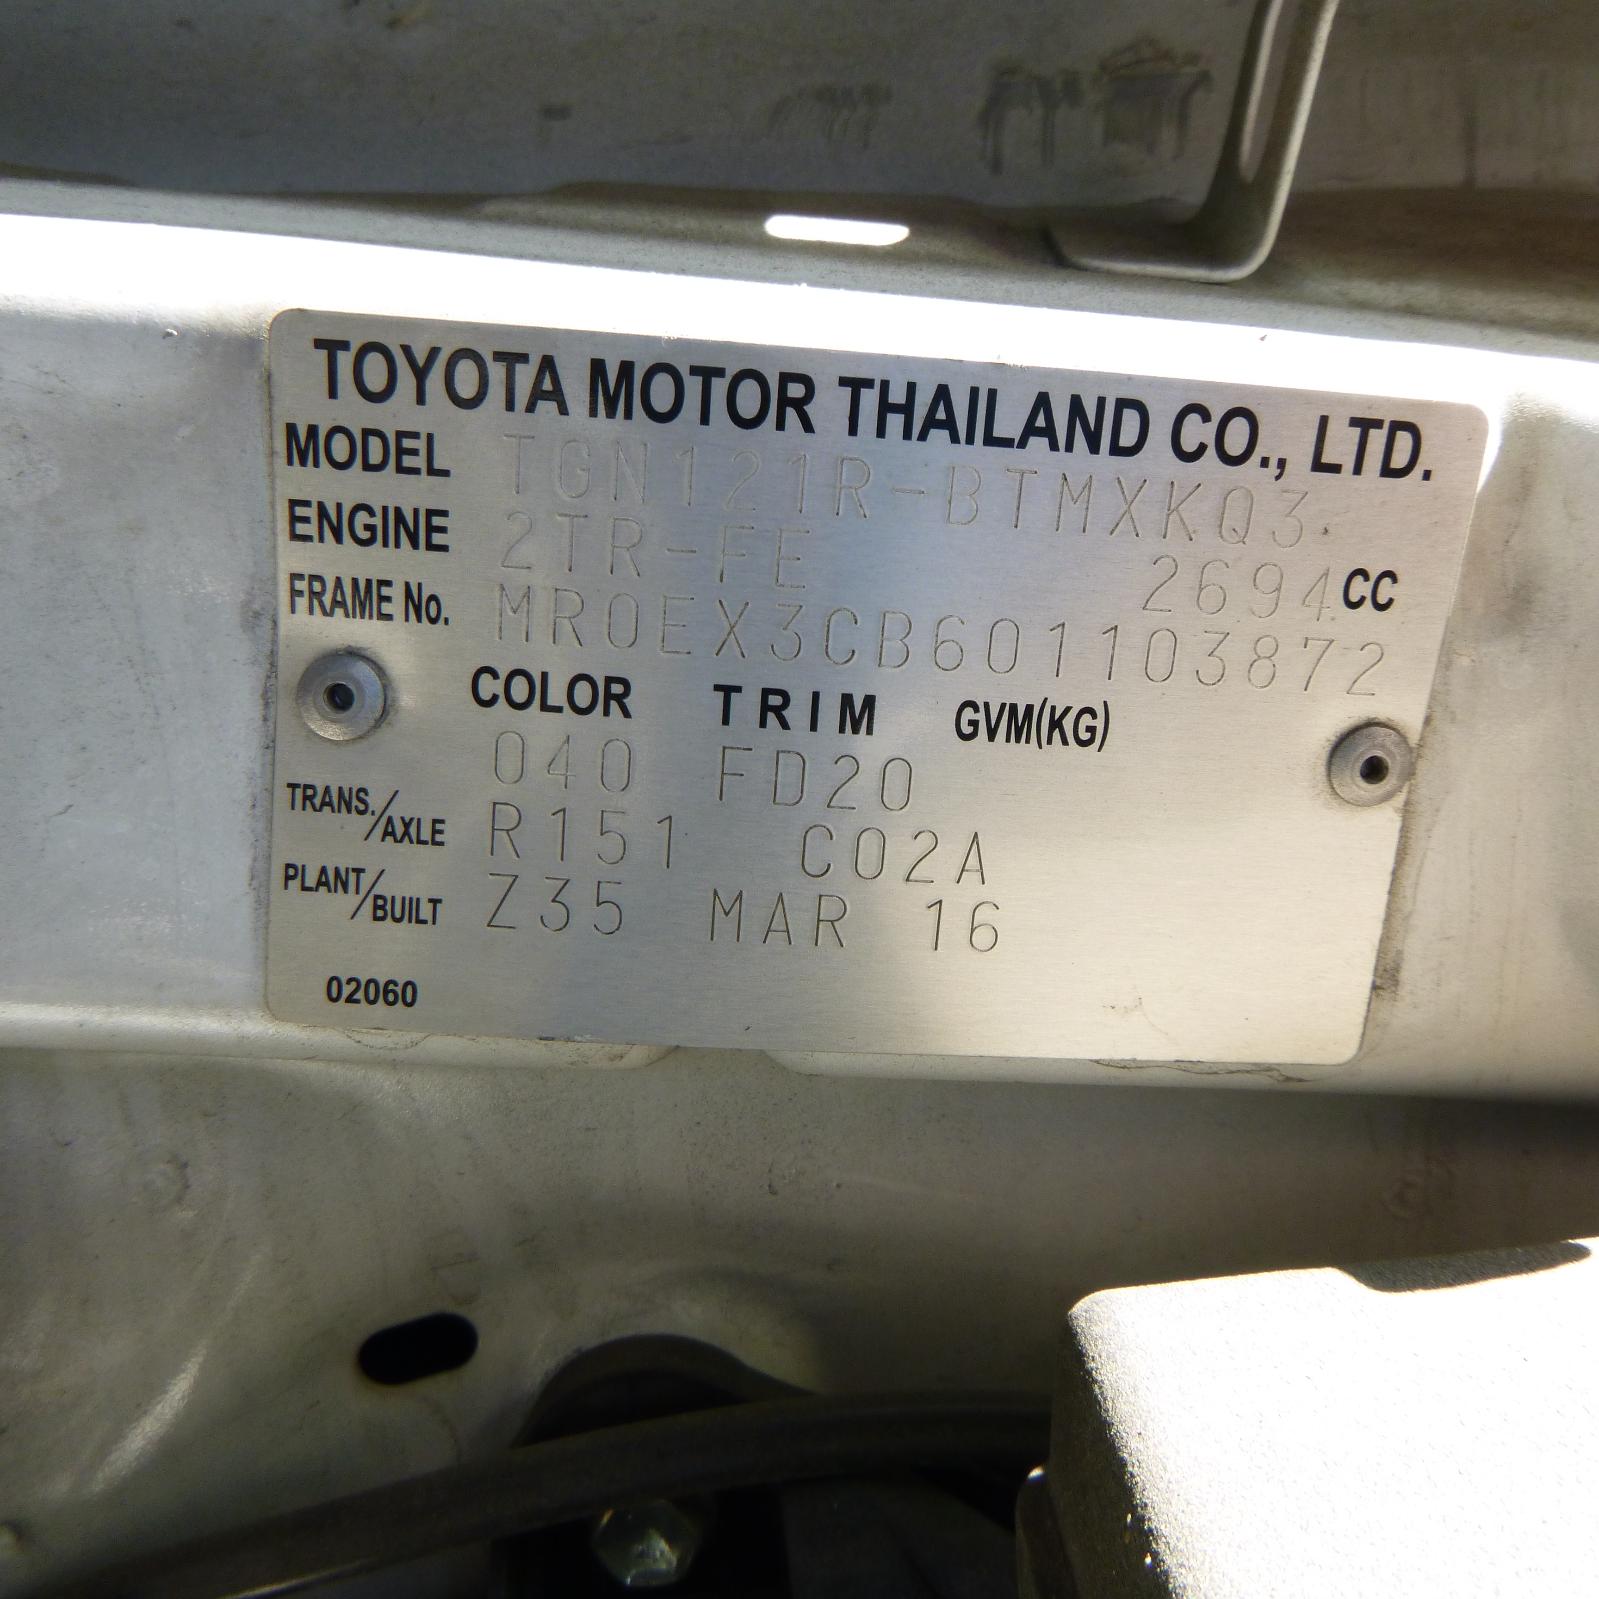 TOYOTA MOTOR THAILAND CO., LTD.
MODEL TGN121R-BTMXKQ3
ENGINE 2TR-FE 2694 CC
FRAME No. MR0EX3CB601103872
COLOR TRIM GVM(KG)
040 FD20
TRANS./AXLE R151 C02A
PLANT/BUILT Z35 MAR 16
02060